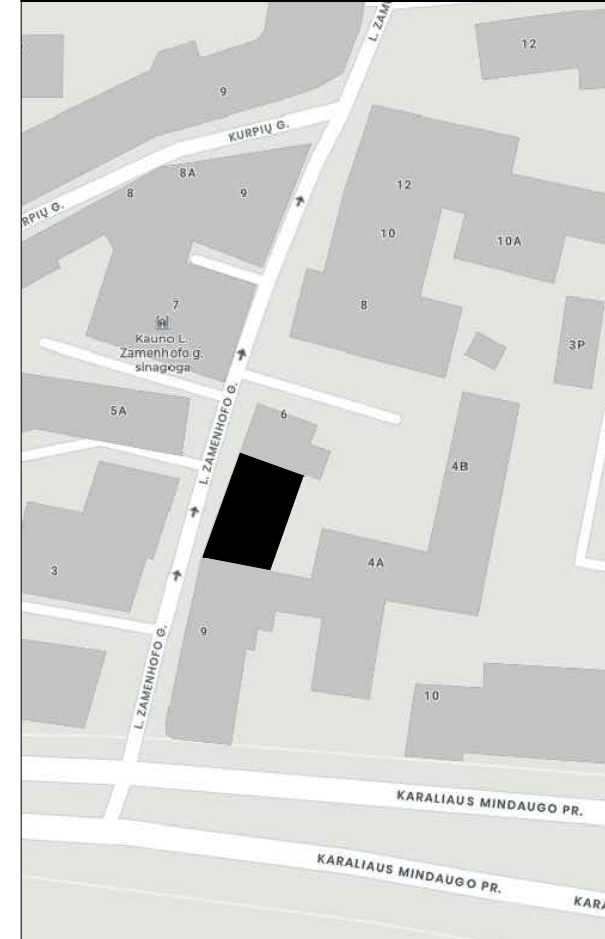 L. ZAM
12
9
KURPIŲ G.
8A
8
9
12
RPIŲ G.
10
10A
7
8
Kauno L.
Zamenhofo g.
sinagoga
3P
5A
6
L. ZAMENHOFO G.
4B
3
4A
9
L. ZAMENHOFO G.
10
KARALIAUS MINDAUGO PR.
KARALIAUS MINDAUGO PR.
KARA